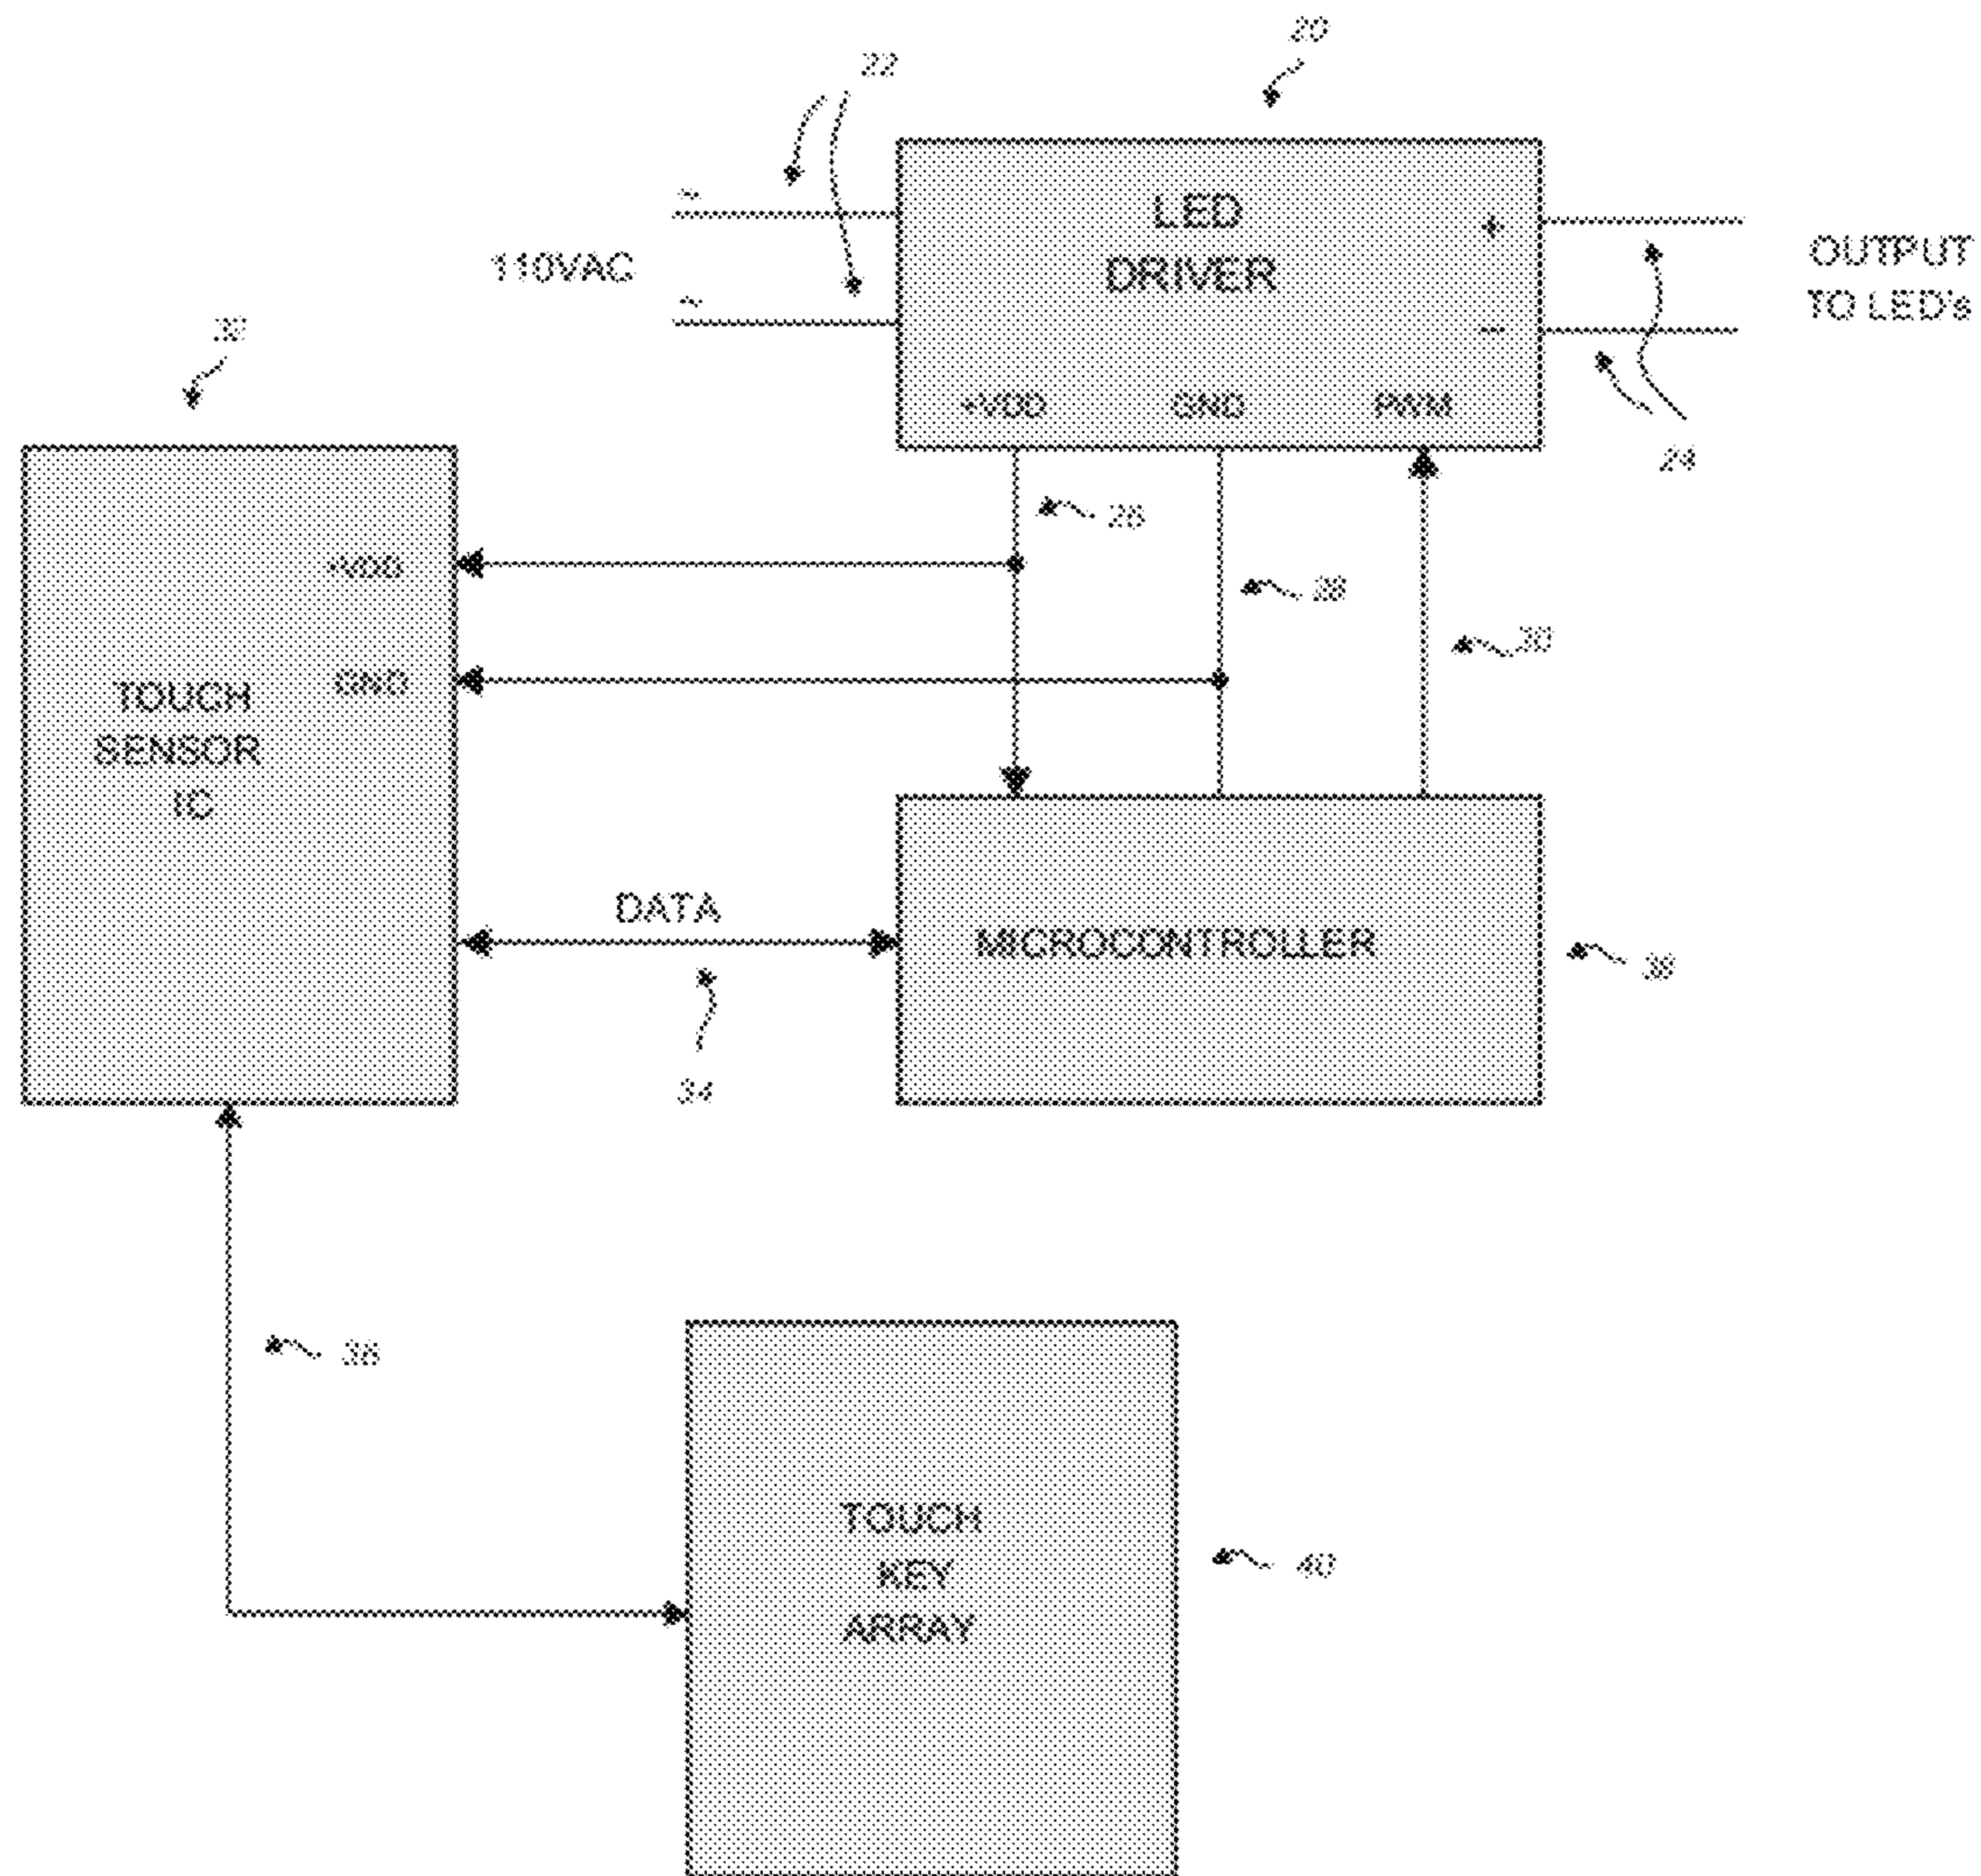 20
22
LED
DRIVER
+
−
~
~
110VAC
OUTPUT
TO LED's
+VDD
GND
PWM
24
32
26
28
30
+VDD
GND
TOUCH
SENSOR
IC
DATA
34
MICROCONTROLLER
38
36
TOUCH
KEY
ARRAY
40